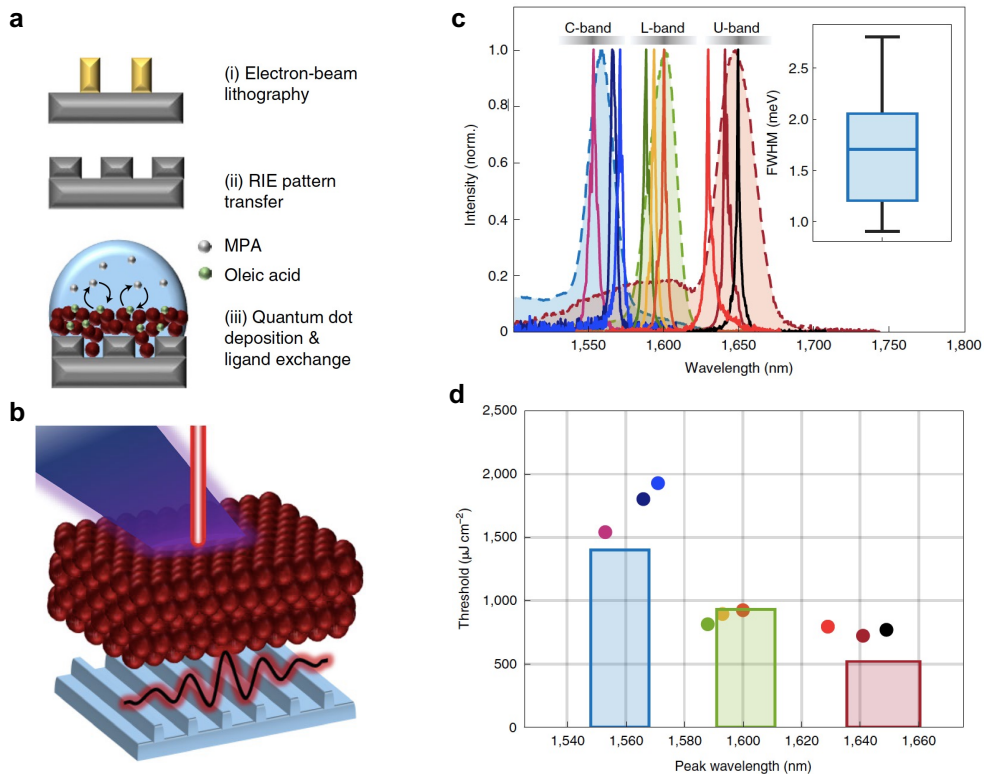 a
(i) Electron-beam
lithography
(ii) RIE pattern
transfer
MPA
Oleic acid
(iii) Quantum dot
deposition &
ligand exchange
b
c
C-band
L-band
U-band
1.0
0.8
0.6
0.4
0.2
0
Intensity (norm.)
1,550
1,600
1,650
1,700
1,750
1,800
Wavelength (nm)
2.5
2.0
1.5
1.0
FWHM (meV)
d
2,500
2,000
1,500
1,000
500
0
Threshold (µJ cm−2)
1,540
1,560
1,580
1,600
1,620
1,640
1,660
Peak wavelength (nm)